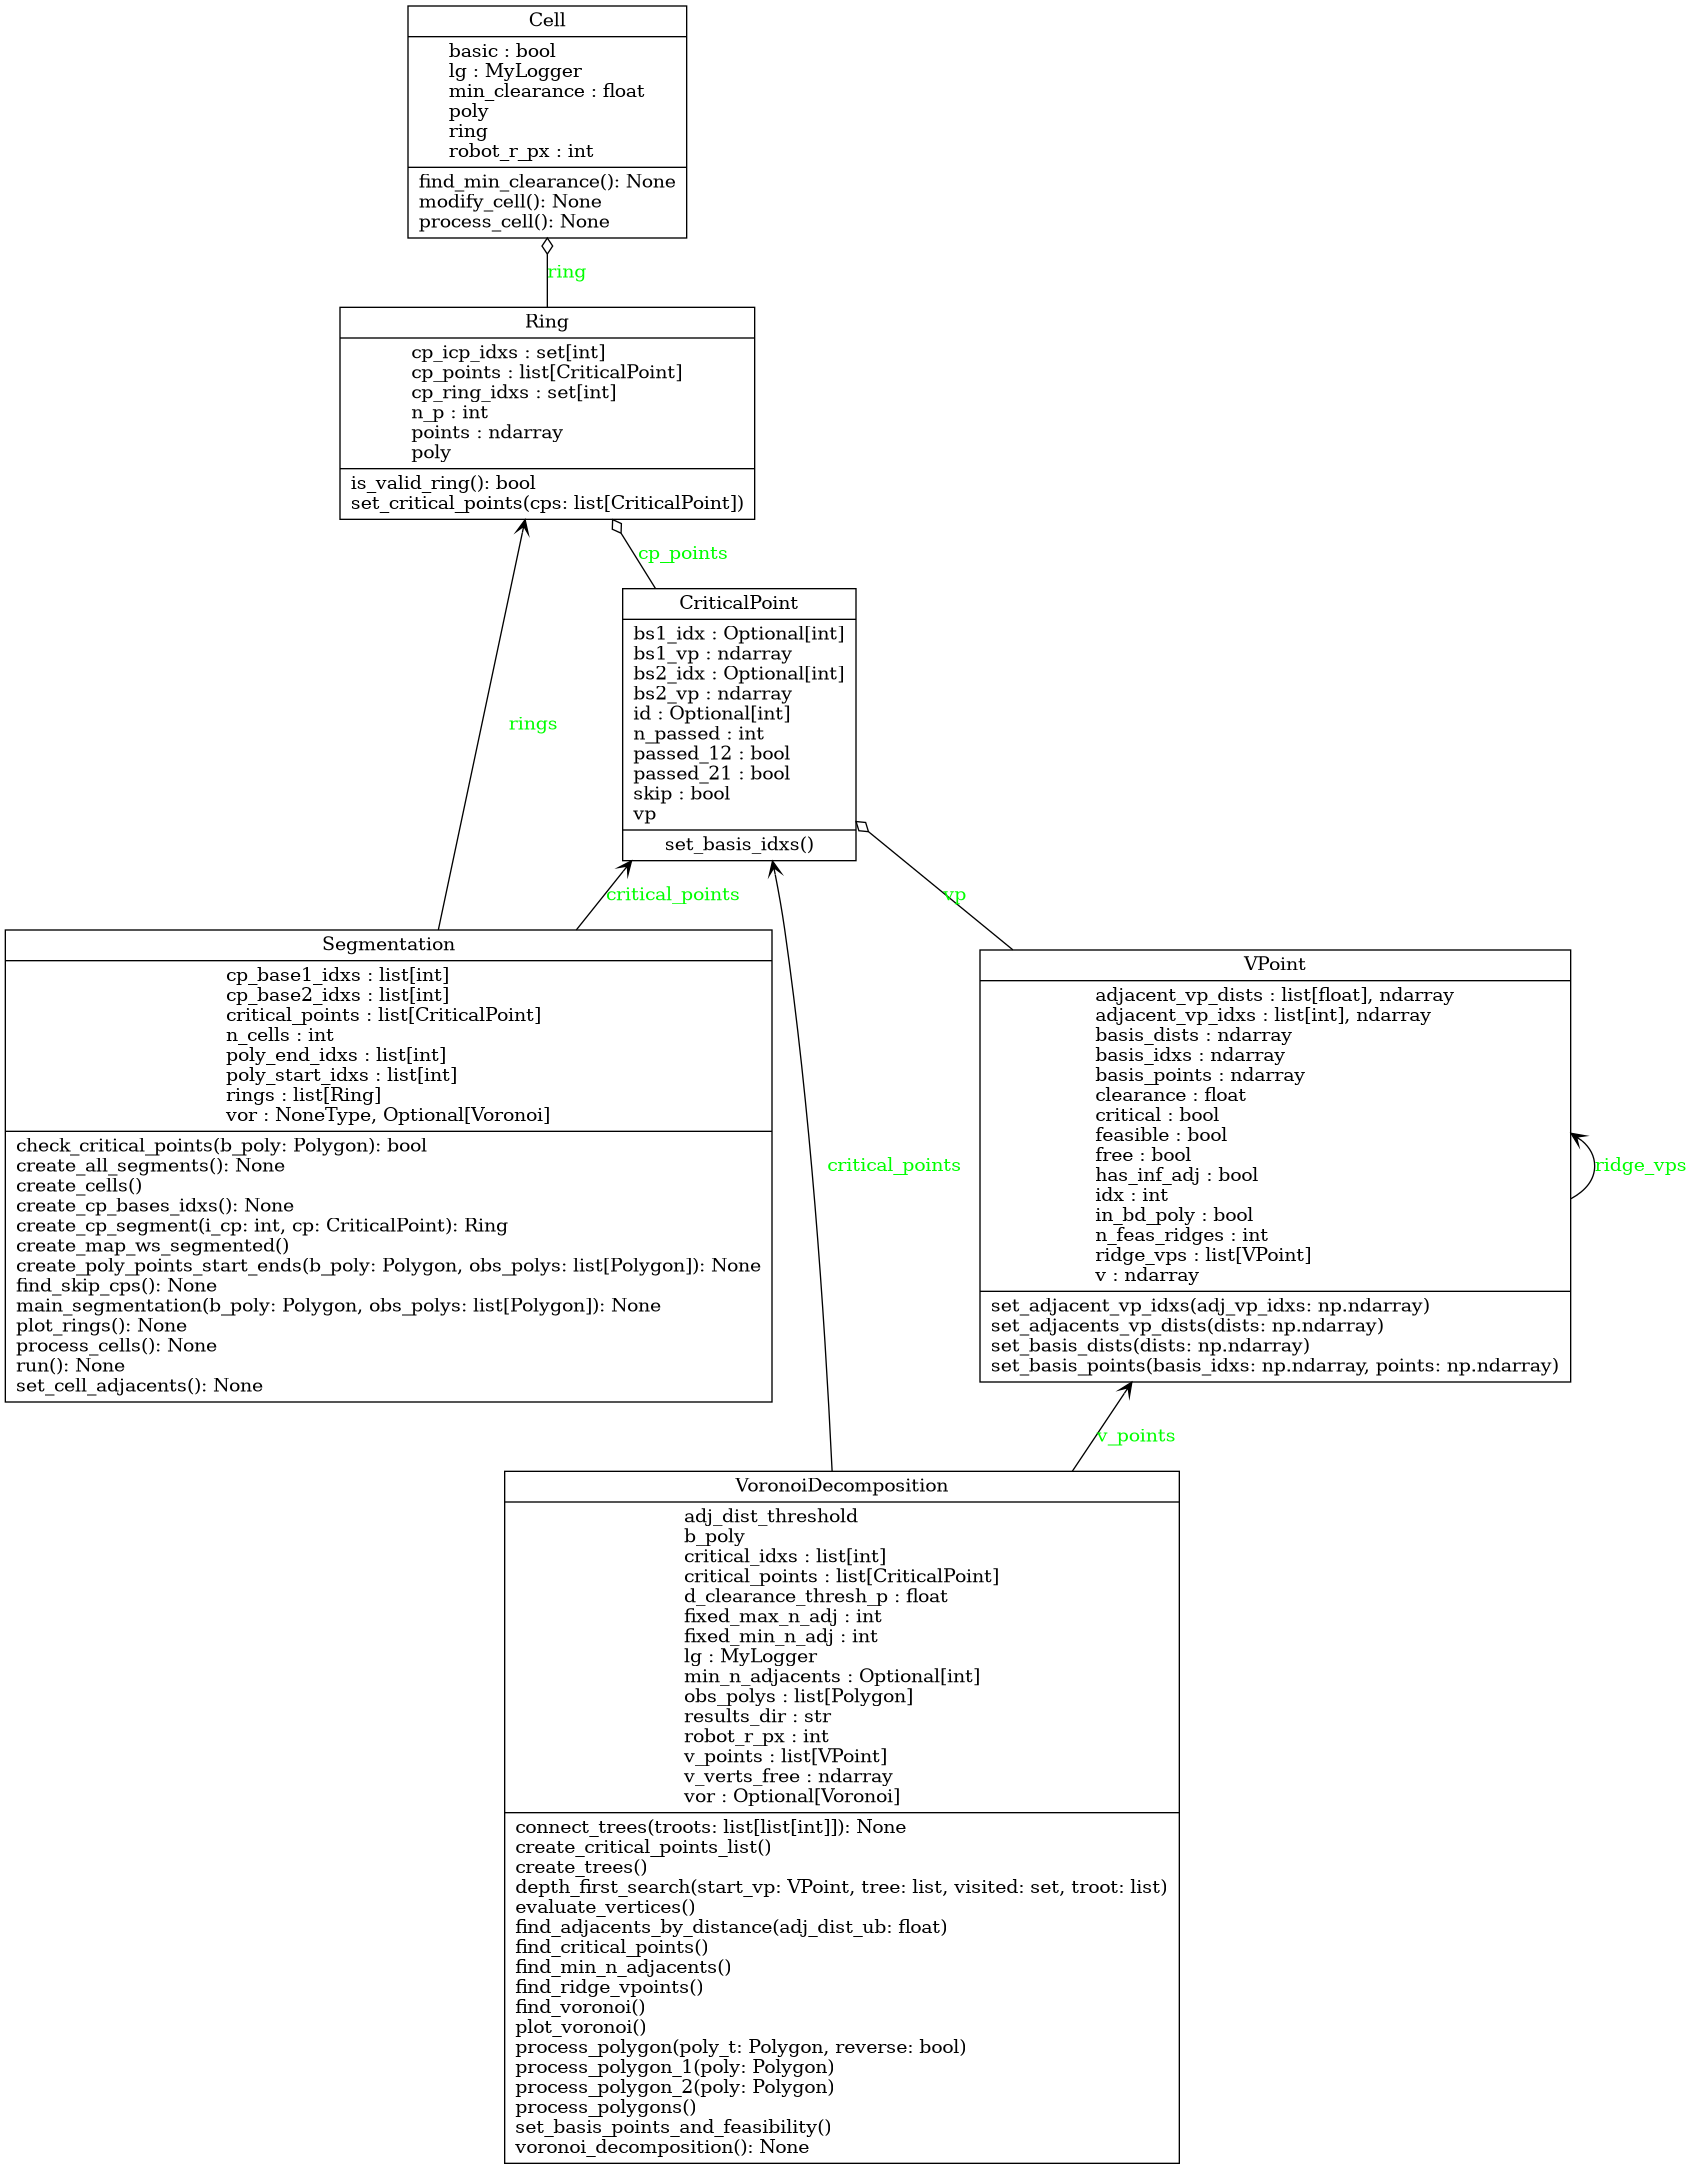 Cell
basic : bool
lg : MyLogger
min_clearance : float
poly
ring
robot_r_px : int
find_min_clearance(): None
modify_cell(): None
process_cell(): None
ring
Ring
cp_icp_idxs : set[int]
cp_points : list[CriticalPoint]
cp_ring_idxs : set[int]
n_p : int
points : ndarray
poly
is_valid_ring(): bool
set_critical_points(cps: list[CriticalPoint])
cp_points
CriticalPoint
bs1_idx : Optional[int]
bs1_vp : ndarray
bs2_idx : Optional[int]
bs2_vp : ndarray
id : Optional[int]
n_passed : int
passed_12 : bool
passed_21 : bool
skip : bool
vp
set_basis_idxs()
rings
critical_points
vp
Segmentation
cp_base1_idxs : list[int]
cp_base2_idxs : list[int]
critical_points : list[CriticalPoint]
n_cells : int
poly_end_idxs : list[int]
poly_start_idxs : list[int]
rings : list[Ring]
vor : NoneType, Optional[Voronoi]
check_critical_points(b_poly: Polygon): bool
create_all_segments(): None
create_cells()
create_cp_bases_idxs(): None
create_cp_segment(i_cp: int, cp: CriticalPoint): Ring
create_map_ws_segmented()
create_poly_points_start_ends(b_poly: Polygon, obs_polys: list[Polygon]): None
find_skip_cps(): None
main_segmentation(b_poly: Polygon, obs_polys: list[Polygon]): None
plot_rings(): None
process_cells(): None
run(): None
set_cell_adjacents(): None
critical_points
VPoint
adjacent_vp_dists : list[float], ndarray
adjacent_vp_idxs : list[int], ndarray
basis_dists : ndarray
basis_idxs : ndarray
basis_points : ndarray
clearance : float
critical : bool
feasible : bool
free : bool
has_inf_adj : bool
idx : int
in_bd_poly : bool
n_feas_ridges : int
ridge_vps : list[VPoint]
v : ndarray
set_adjacent_vp_idxs(adj_vp_idxs: np.ndarray)
set_adjacents_vp_dists(dists: np.ndarray)
set_basis_dists(dists: np.ndarray)
set_basis_points(basis_idxs: np.ndarray, points: np.ndarray)
ridge_vps
v_points
VoronoiDecomposition
adj_dist_threshold
b_poly
critical_idxs : list[int]
critical_points : list[CriticalPoint]
d_clearance_thresh_p : float
fixed_max_n_adj : int
fixed_min_n_adj : int
lg : MyLogger
min_n_adjacents : Optional[int]
obs_polys : list[Polygon]
results_dir : str
robot_r_px : int
v_points : list[VPoint]
v_verts_free : ndarray
vor : Optional[Voronoi]
connect_trees(troots: list[list[int]]): None
create_critical_points_list()
create_trees()
depth_first_search(start_vp: VPoint, tree: list, visited: set, troot: list)
evaluate_vertices()
find_adjacents_by_distance(adj_dist_ub: float)
find_critical_points()
find_min_n_adjacents()
find_ridge_vpoints()
find_voronoi()
plot_voronoi()
process_polygon(poly_t: Polygon, reverse: bool)
process_polygon_1(poly: Polygon)
process_polygon_2(poly: Polygon)
process_polygons()
set_basis_points_and_feasibility()
voronoi_decomposition(): None